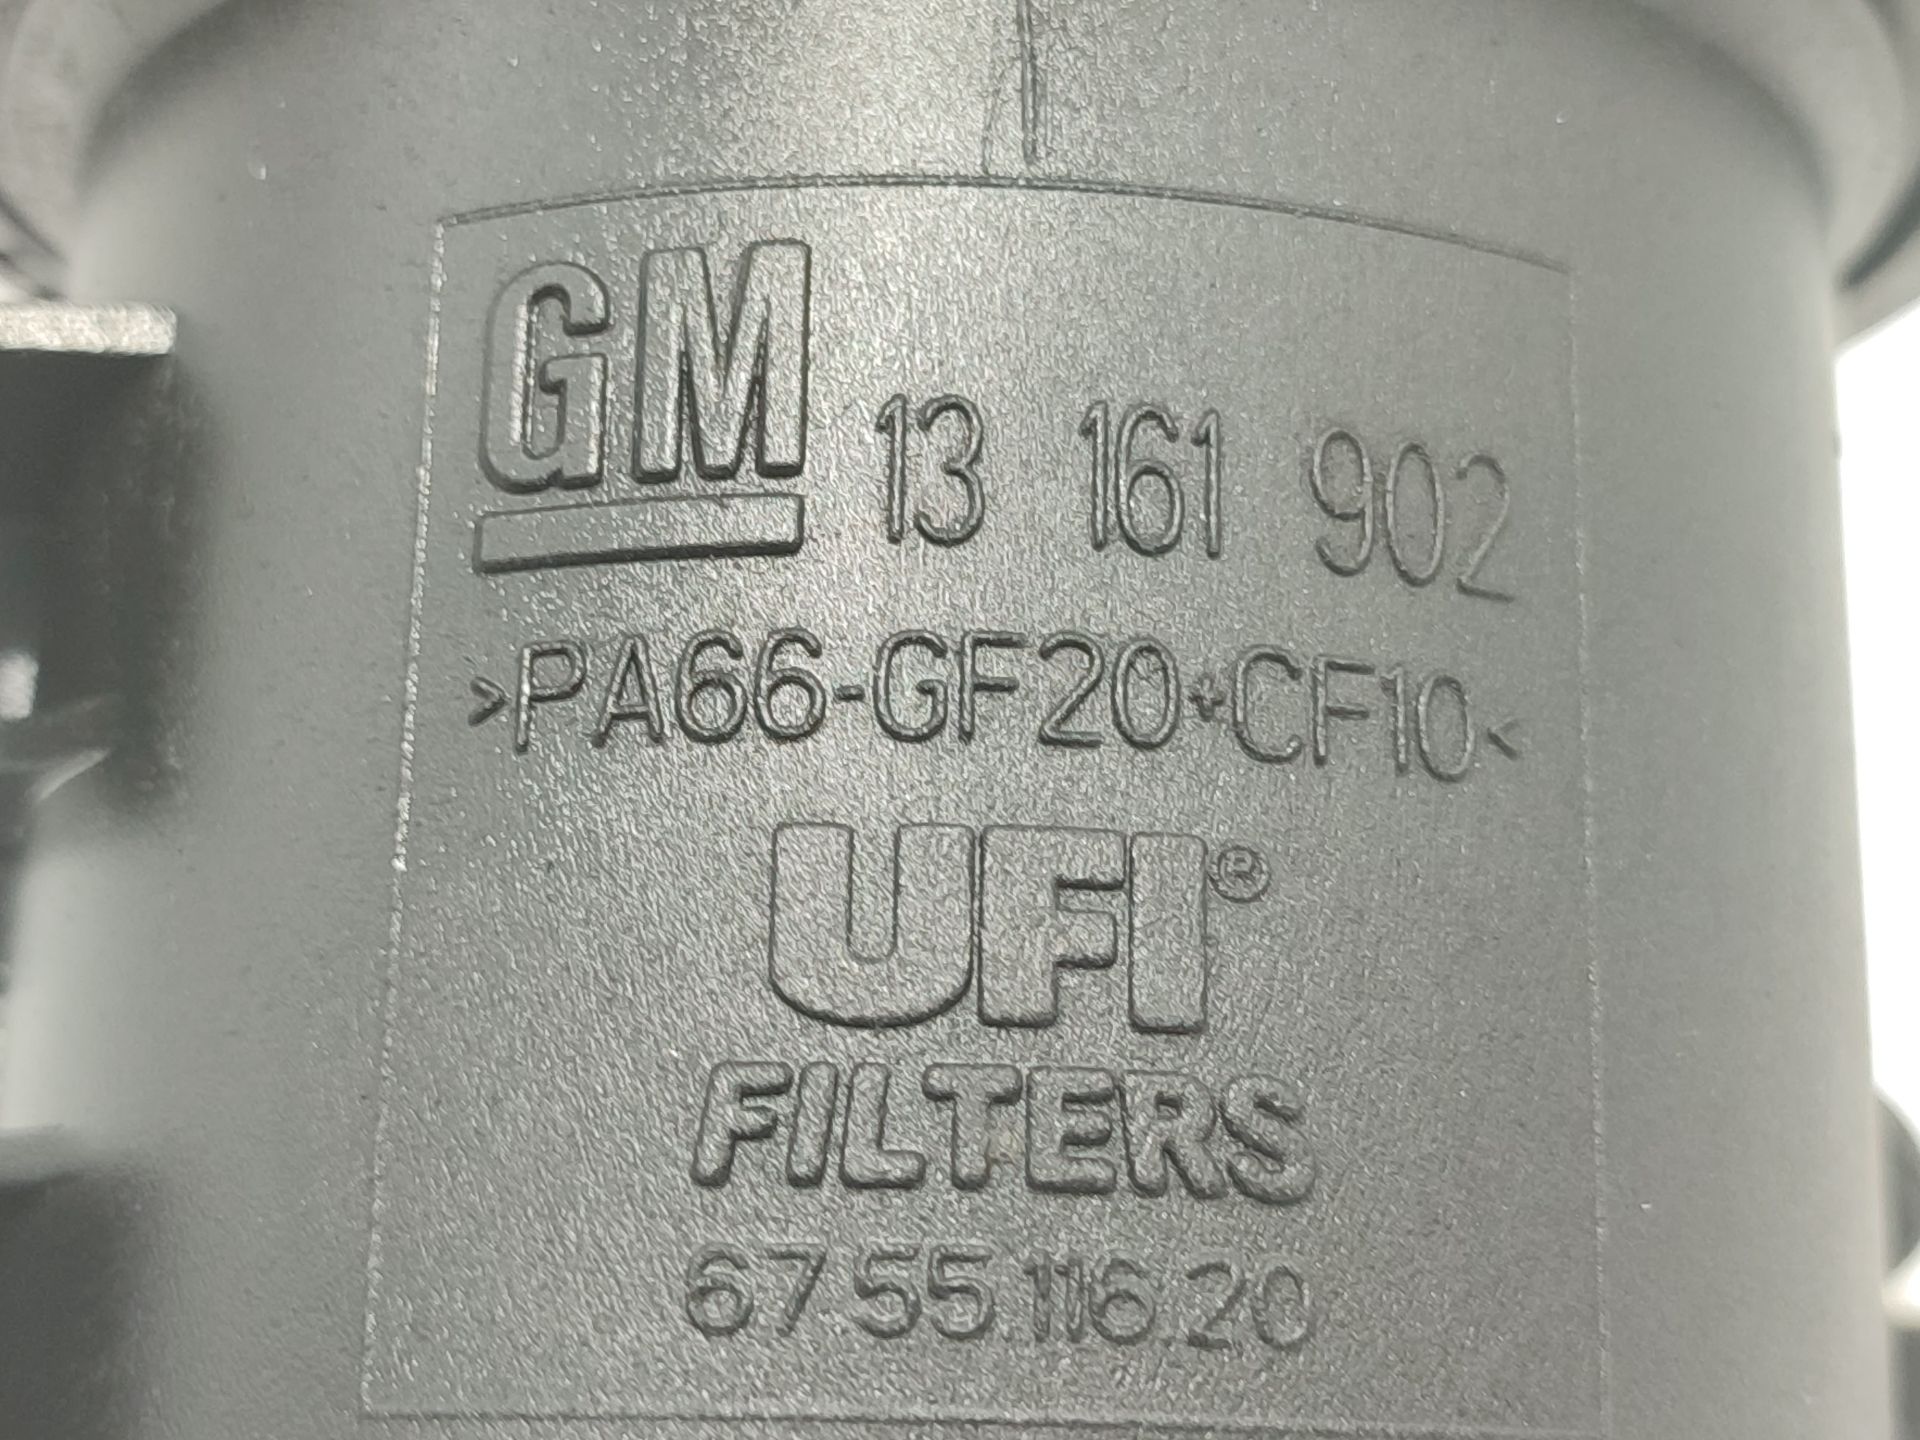 GM 13 161 902
>PA66-GF20+CF10<
UFI®
FILTERS
67.55.116.20